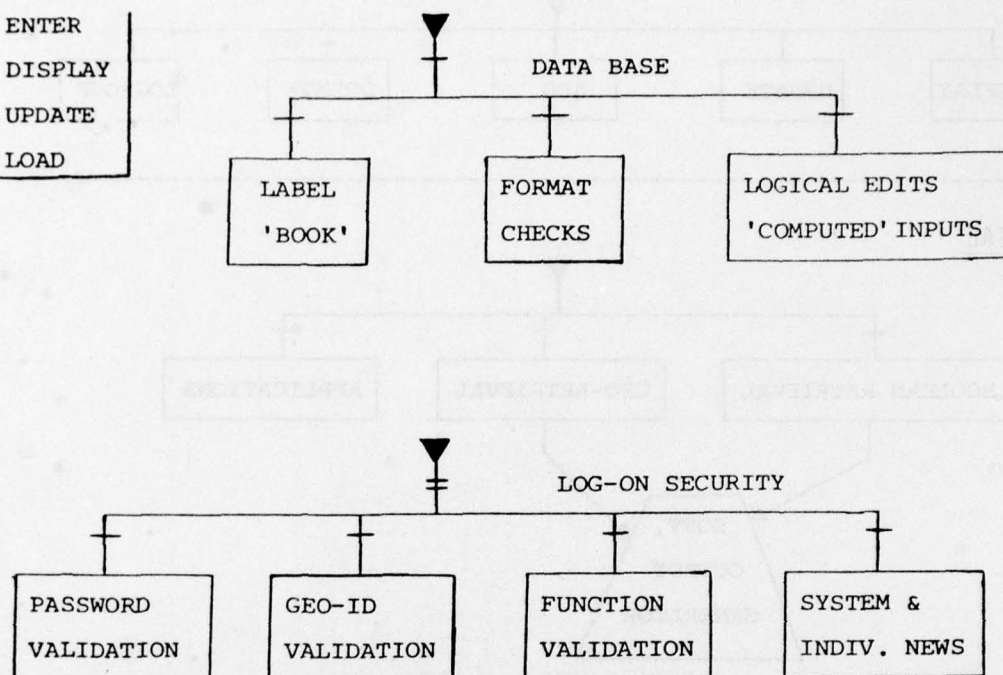 ENTER
DISPLAY
UPDATE
LOAD
DATA BASE
LABEL
'BOOK'
FORMAT
CHECKS
LOGICAL EDITS
'COMPUTED' INPUTS
LOG-ON SECURITY
PASSWORD
VALIDATION
GEO-ID
VALIDATION
FUNCTION
VALIDATION
SYSTEM &
INDIV. NEWS